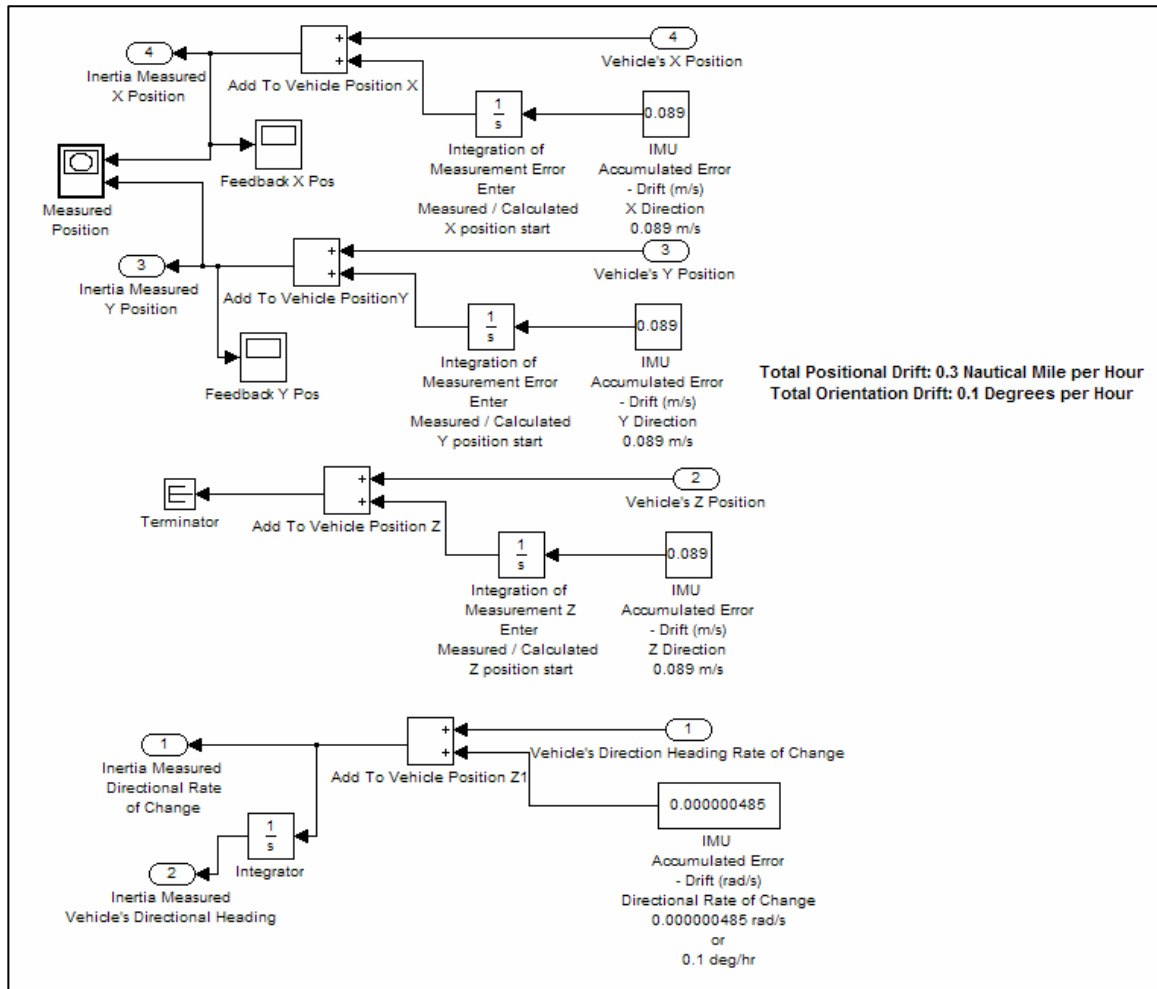 4
Inertia Measured
X Position
+
+
Add To Vehicle Position X
4
Vehicle's X Position
1
s
Integration of
Measurement Error
Enter
Measured / Calculated
X position start
0.089
IMU
Accumulated Error
- Drift (m/s)
X Direction
0.089 m/s
Feedback X Pos
Measured
Position
3
Inertia Measured
Y Position
+
+
Add To Vehicle PositionY
3
Vehicle's Y Position
1
s
Integration of
Measurement Error
Enter
Measured / Calculated
Y position start
0.089
IMU
Accumulated Error
- Drift (m/s)
Y Direction
0.089 m/s
Feedback Y Pos
Total Positional Drift: 0.3 Nautical Mile per Hour
Total Orientation Drift: 0.1 Degrees per Hour
Terminator
+
+
Add To Vehicle Position Z
2
Vehicle's Z Position
1
s
Integration of
Measurement Z
Enter
Measured / Calculated
Z position start
0.089
IMU
Accumulated Error
- Drift (m/s)
Z Direction
0.089 m/s
1
Inertia Measured
Directional Rate
of Change
+
+
Add To Vehicle Position Z1
1
Vehicle's Direction Heading Rate of Change
1
s
Integrator
2
Inertia Measured
Vehicle's Directional Heading
0.000000485
IMU
Accumulated Error
- Drift (rad/s)
Directional Rate of Change
0.000000485 rad/s
or
0.1 deg/hr